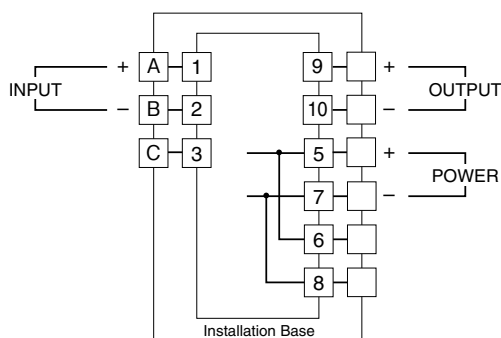 + A 1 9 +
INPUT OUTPUT
− B 2 10 −
C 3 5 +
POWER
7 −
6
8
Installation Base